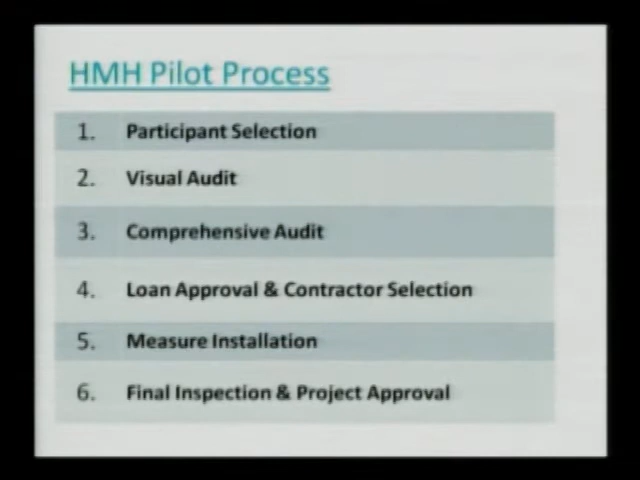 HMH Pilot Process
1. Participant Selection
2. Visual Audit
3. Comprehensive Audit
4. Loan Approval & Contractor Selection
5. Measure Installation
6. Final Inspection & Project Approval